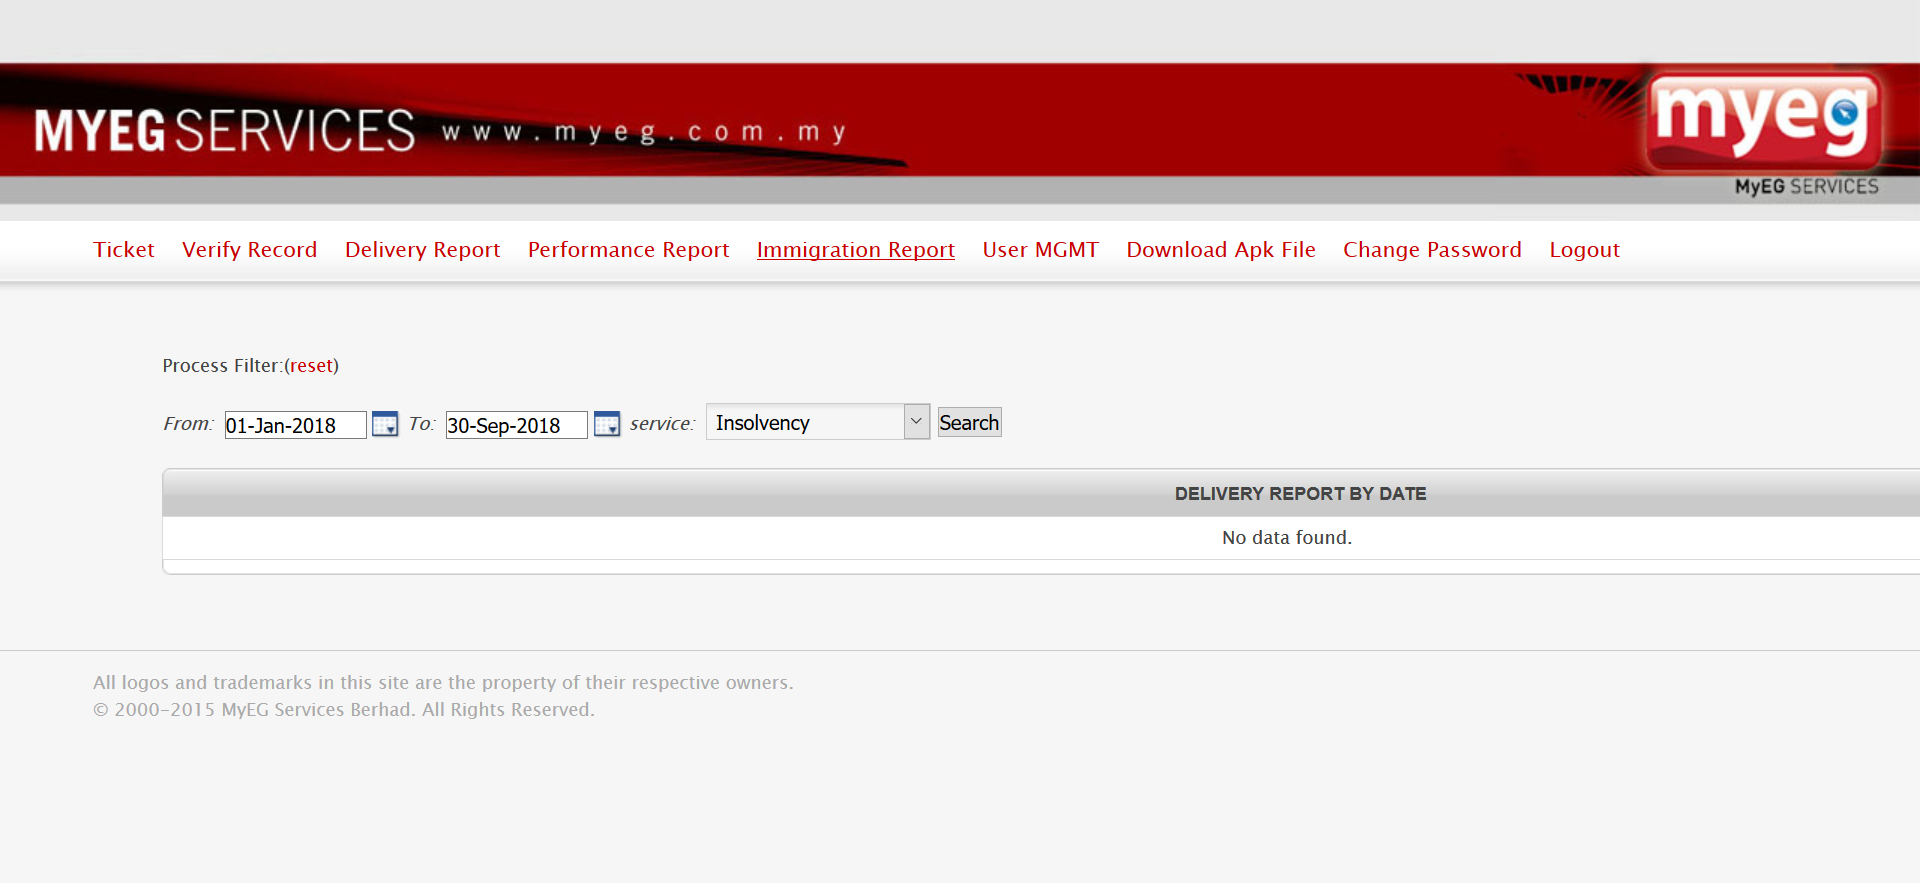 MYEG SERVICES www.myeg.com.my
myeg
MyEG SERVICES
Ticket Verify Record Delivery Report Performance Report Immigration Report User MGMT Download Apk File Change Password Logout
Process Filter:(reset)
From: 01-Jan-2018 To: 30-Sep-2018 service: Insolvency Search
DELIVERY REPORT BY DATE
No data found.
All logos and trademarks in this site are the property of their respective owners.
© 2000-2015 MyEG Services Berhad. All Rights Reserved.